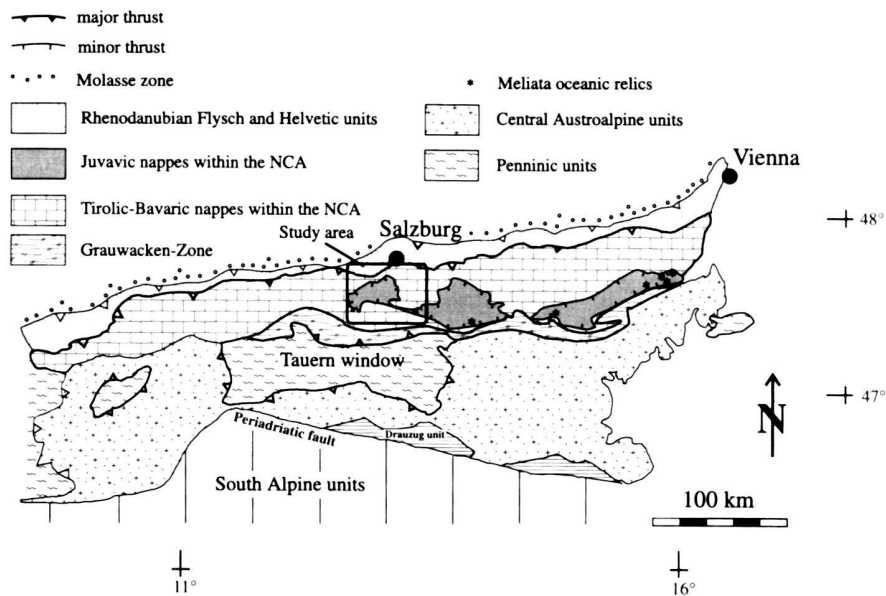 major thrust
minor thrust
Molasse zone
Rhenodanubian Flysch and Helvetic units
Juvavic nappes within the NCA
Tirolic-Bavaric nappes within the NCA
Grauwacken-Zone
Meliata oceanic relics
Central Austroalpine units
Penninic units
Vienna
48°
Salzburg
Study area
Tauern window
47°
N
Periadriatic fault
Drauzug unit
South Alpine units
100 km
11°
16°